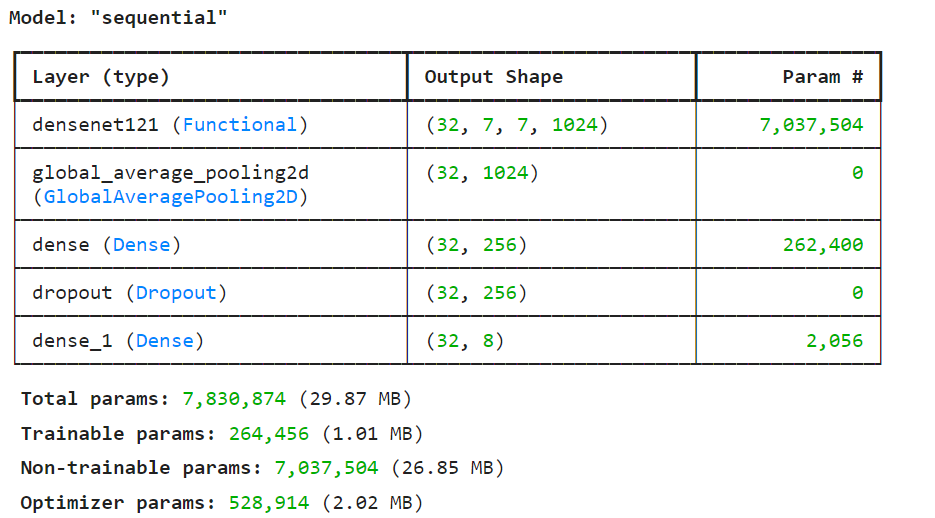 Model: "sequential"
Layer (type) Output Shape Param #
densenet121 (Functional) (32, 7, 7, 1024) 7,037,504
global_average_pooling2d (32, 1024) 0
(GlobalAveragePooling2D)
dense (Dense) (32, 256) 262,400
dropout (Dropout) (32, 256) 0
dense_1 (Dense) (32, 8) 2,056
Total params: 7,830,874 (29.87 MB)
Trainable params: 264,456 (1.01 MB)
Non-trainable params: 7,037,504 (26.85 MB)
Optimizer params: 528,914 (2.02 MB)